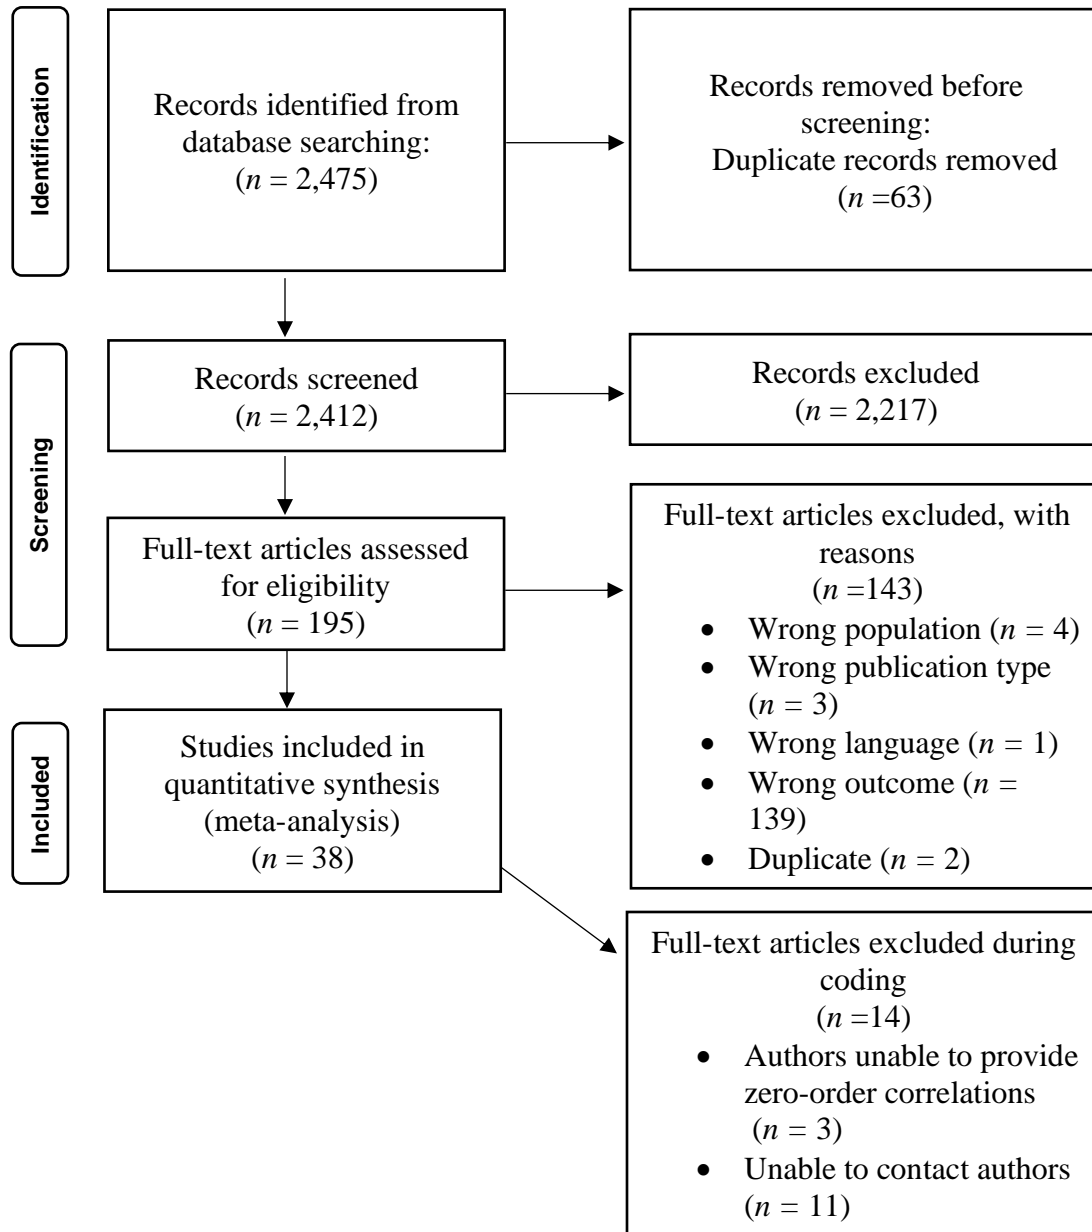 Identification
Records identified from
database searching:
(n = 2,475)
Records removed before
screening:
Duplicate records removed
(n =63)
Screening
Records screened
(n = 2,412)
Records excluded
(n = 2,217)
Full-text articles assessed
for eligibility
(n = 195)
Full-text articles excluded, with
reasons
(n =143)
• Wrong population (n = 4)
• Wrong publication type
(n = 3)
• Wrong language (n = 1)
• Wrong outcome (n =
139)
• Duplicate (n = 2)
Included
Studies included in
quantitative synthesis
(meta-analysis)
(n = 38)
Full-text articles excluded during
coding
(n =14)
• Authors unable to provide
zero-order correlations
(n = 3)
• Unable to contact authors
(n = 11)